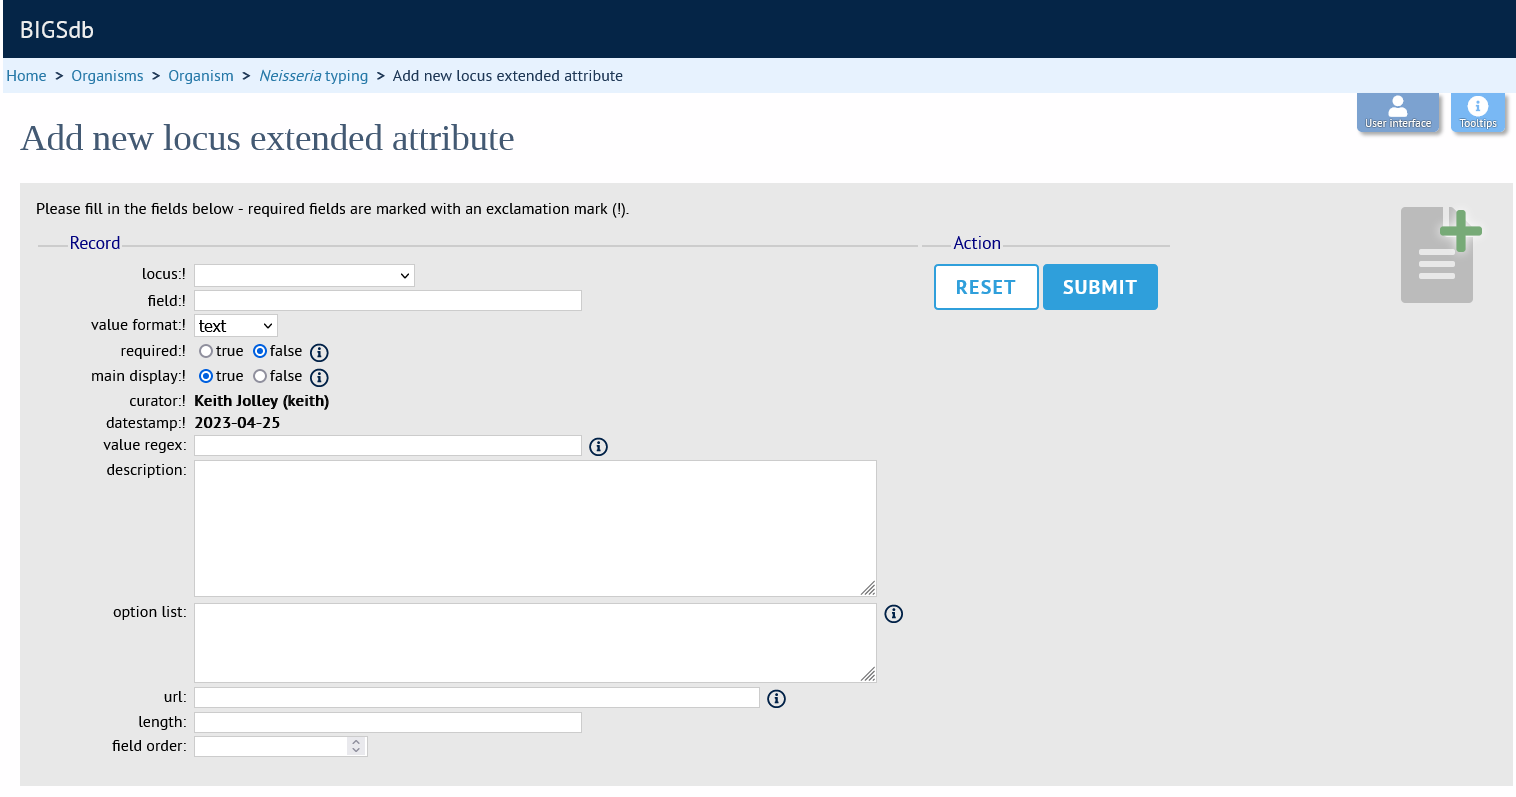 BIGSdb
Home > Organisms > Organism > Neisseria typing > Add new locus extended attribute
User interface
Tooltips
Add new locus extended attribute
Please fill in the fields below - required fields are marked with an exclamation mark (!).
Record
Action
locus:!
RESET SUBMIT
field:!
value format:! text
required:! true false
main display:! true false
curator:! Keith Jolley (keith)
datestamp:! 2023-04-25
value regex:
description:
option list:
url:
length:
field order: